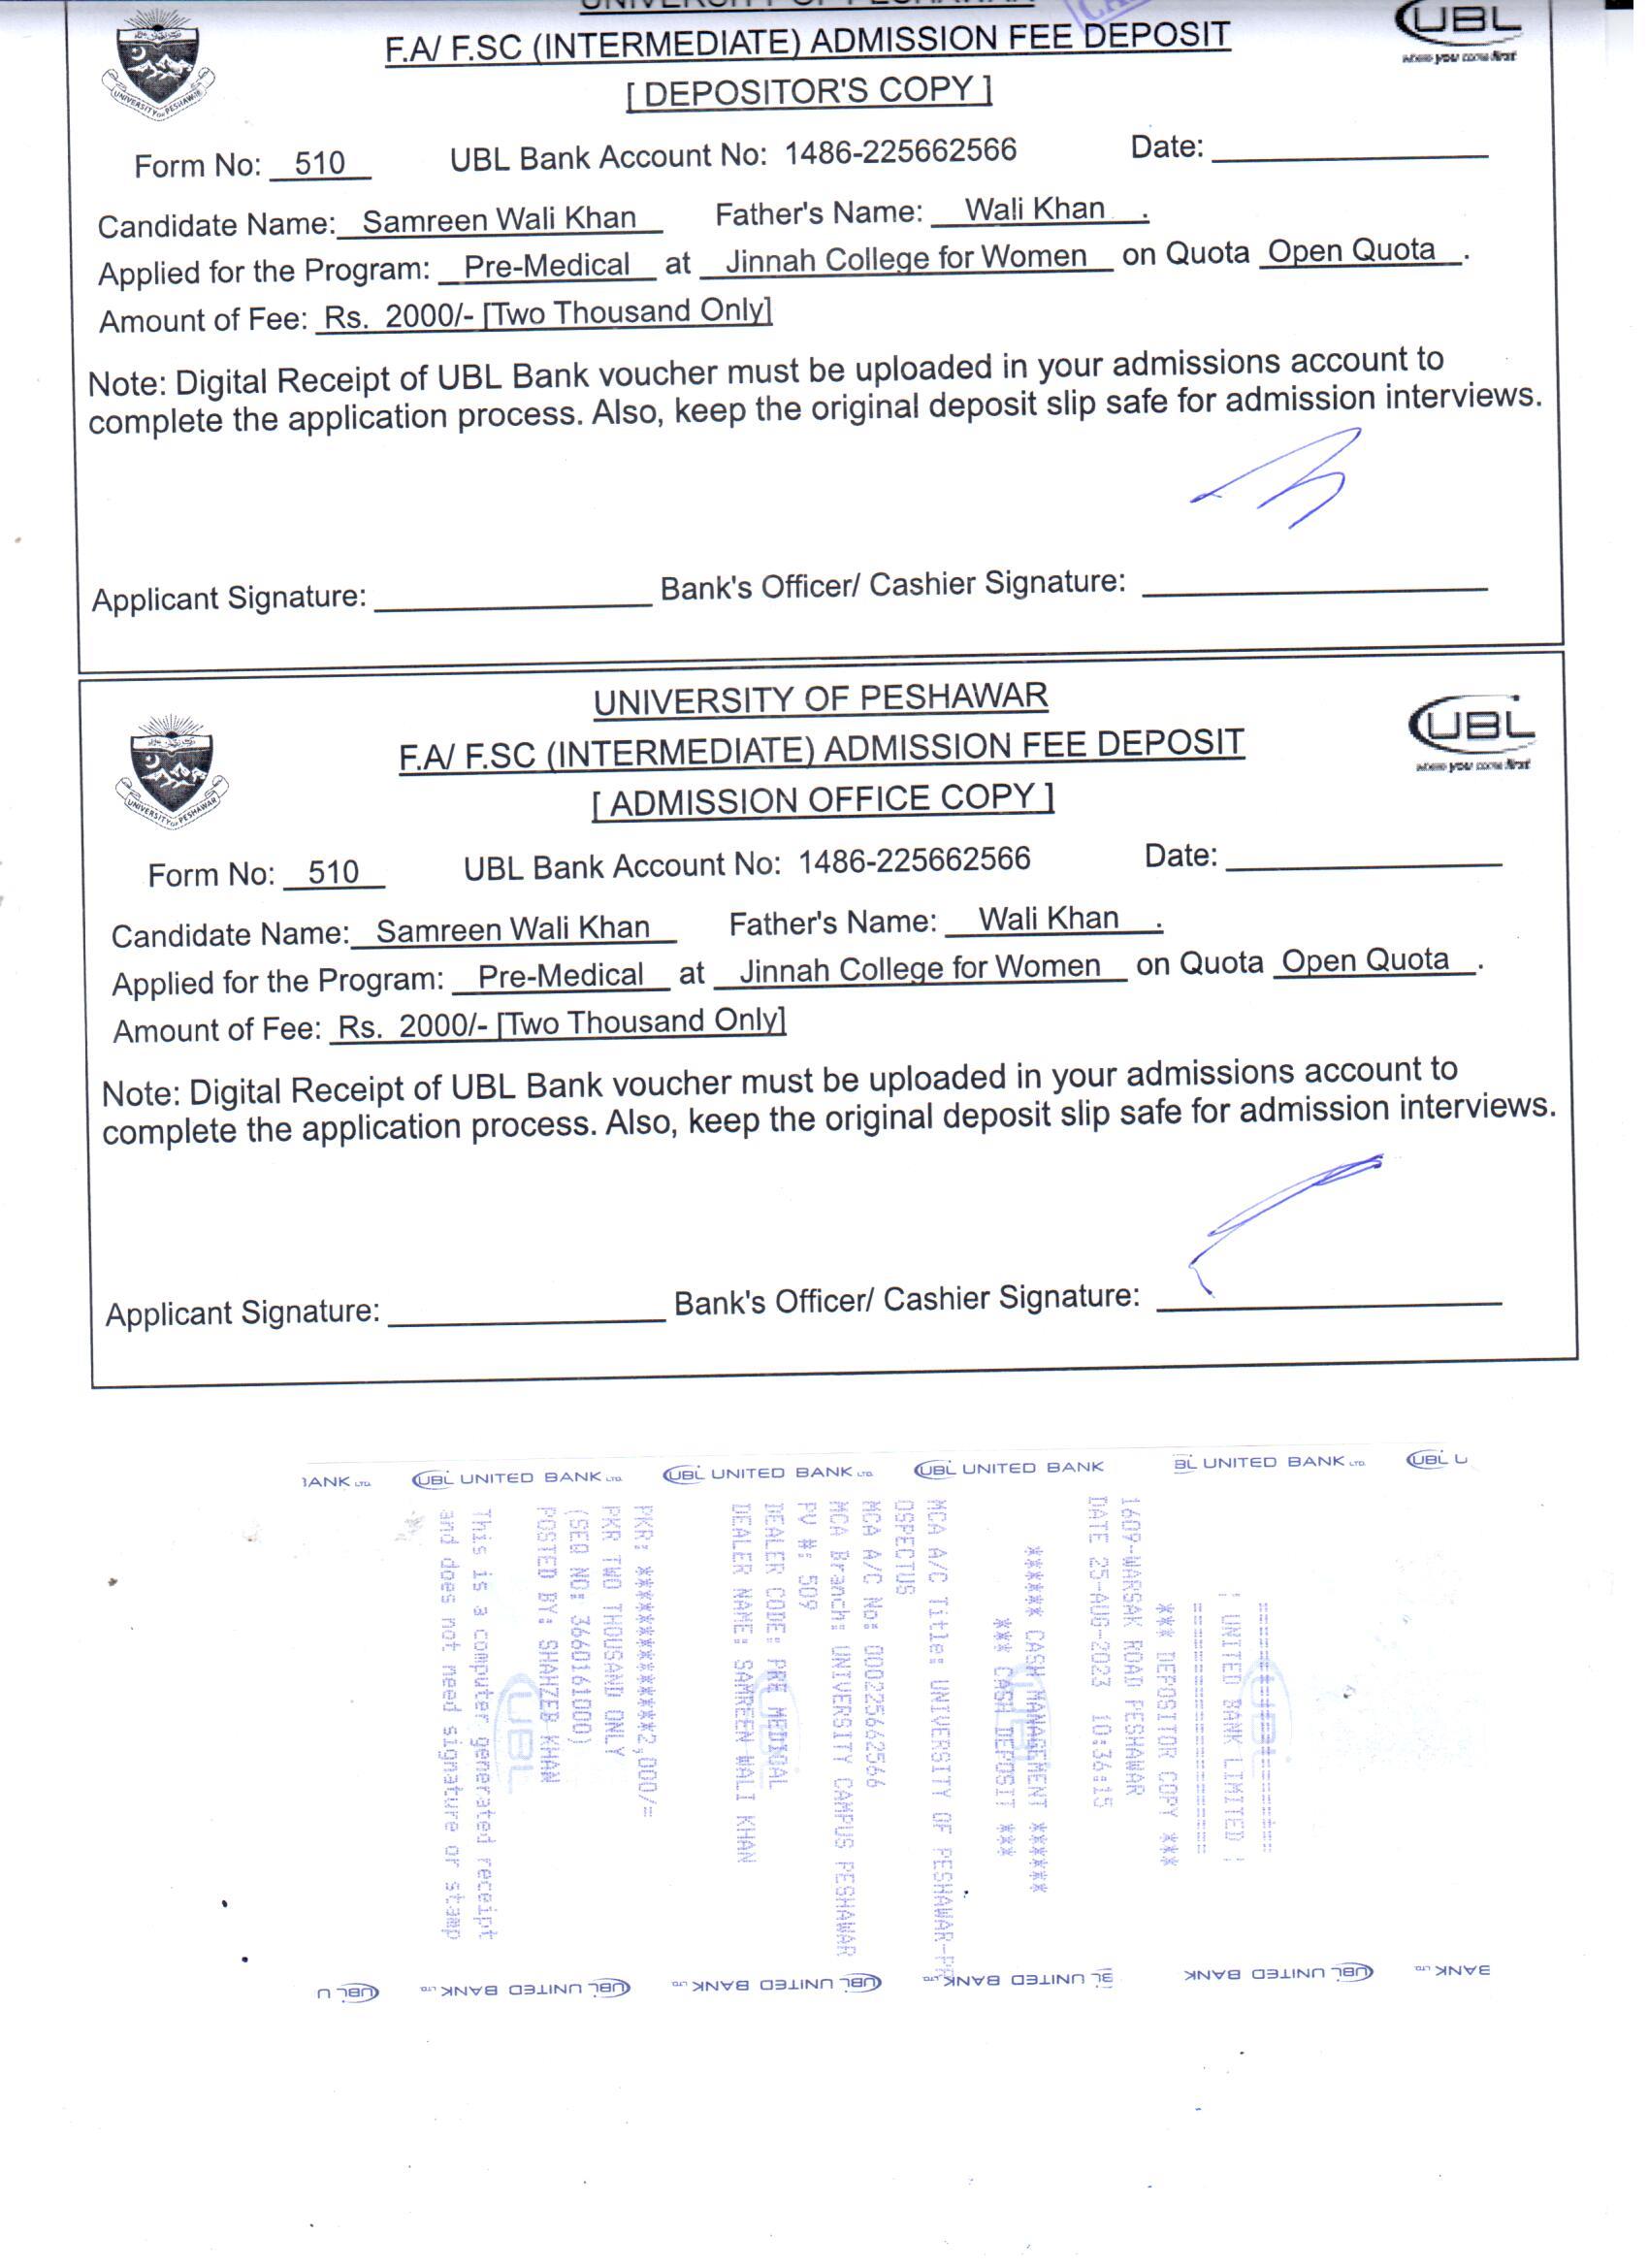 UNIVERSITY OF PESHAWAR
F.A/ F.SC (INTERMEDIATE) ADMISSION FEE DEPOSIT
[ DEPOSITOR'S COPY ]
UBL
where you come first
UNIVERSITY OF PESHAWAR
Form No: 510 UBL Bank Account No: 1486-225662566 Date:
Candidate Name: Samreen Wali Khan Father's Name: Wali Khan .
Applied for the Program: Pre-Medical at Jinnah College for Women on Quota Open Quota .
Amount of Fee: Rs. 2000/- [Two Thousand Only]
Note: Digital Receipt of UBL Bank voucher must be uploaded in your admissions account to
complete the application process. Also, keep the original deposit slip safe for admission interviews.
Applicant Signature: Bank's Officer/ Cashier Signature:
UNIVERSITY OF PESHAWAR
F.A/ F.SC (INTERMEDIATE) ADMISSION FEE DEPOSIT
[ ADMISSION OFFICE COPY ]
UBL
where you come first
UNIVERSITY OF PESHAWAR
Form No: 510 UBL Bank Account No: 1486-225662566 Date:
Candidate Name: Samreen Wali Khan Father's Name: Wali Khan .
Applied for the Program: Pre-Medical at Jinnah College for Women on Quota Open Quota .
Amount of Fee: Rs. 2000/- [Two Thousand Only]
Note: Digital Receipt of UBL Bank voucher must be uploaded in your admissions account to
complete the application process. Also, keep the original deposit slip safe for admission interviews.
Applicant Signature: Bank's Officer/ Cashier Signature:
BANK LTD. UBL UNITED BANK LTD. UBL UNITED BANK LTD. UBL UNITED BANK BL UNITED BANK LTD. UBL U
====================
! UNITED BANK LIMITED !
====================
*** DEPOSITOR COPY ***
1609-WARSAK ROAD PESHAWAR
DATE 25-AUG-2023 10:36:15
****** CASH MANAGEMENT ******
*** CASH DEPOSIT ***
MCA A/C Title: UNIVERSITY OF PESHAWAR-PR
OSPECTUS
MCA A/C No: 000225662566
MCA Branch: UNIVERSITY CAMPUS PESHAWAR
PV #: 509
DEALER CODE: PRE MEDICAL
DEALER NAME: SAMREEN WALI KHAN
PKR: **************2,000/=
PKR TWO THOUSAND ONLY
(SEQ NO: 3660161000)
POSTED BY: SHAHZEB KHAN
This is a computer generated receipt
and does not need signature or stamp
UBL UBL UBL UBL
BANK LTD UBL UNITED BANK BL UNITED BANK LTD UBL UNITED BANK LTD UBL UNITED BANK LTD UBL U